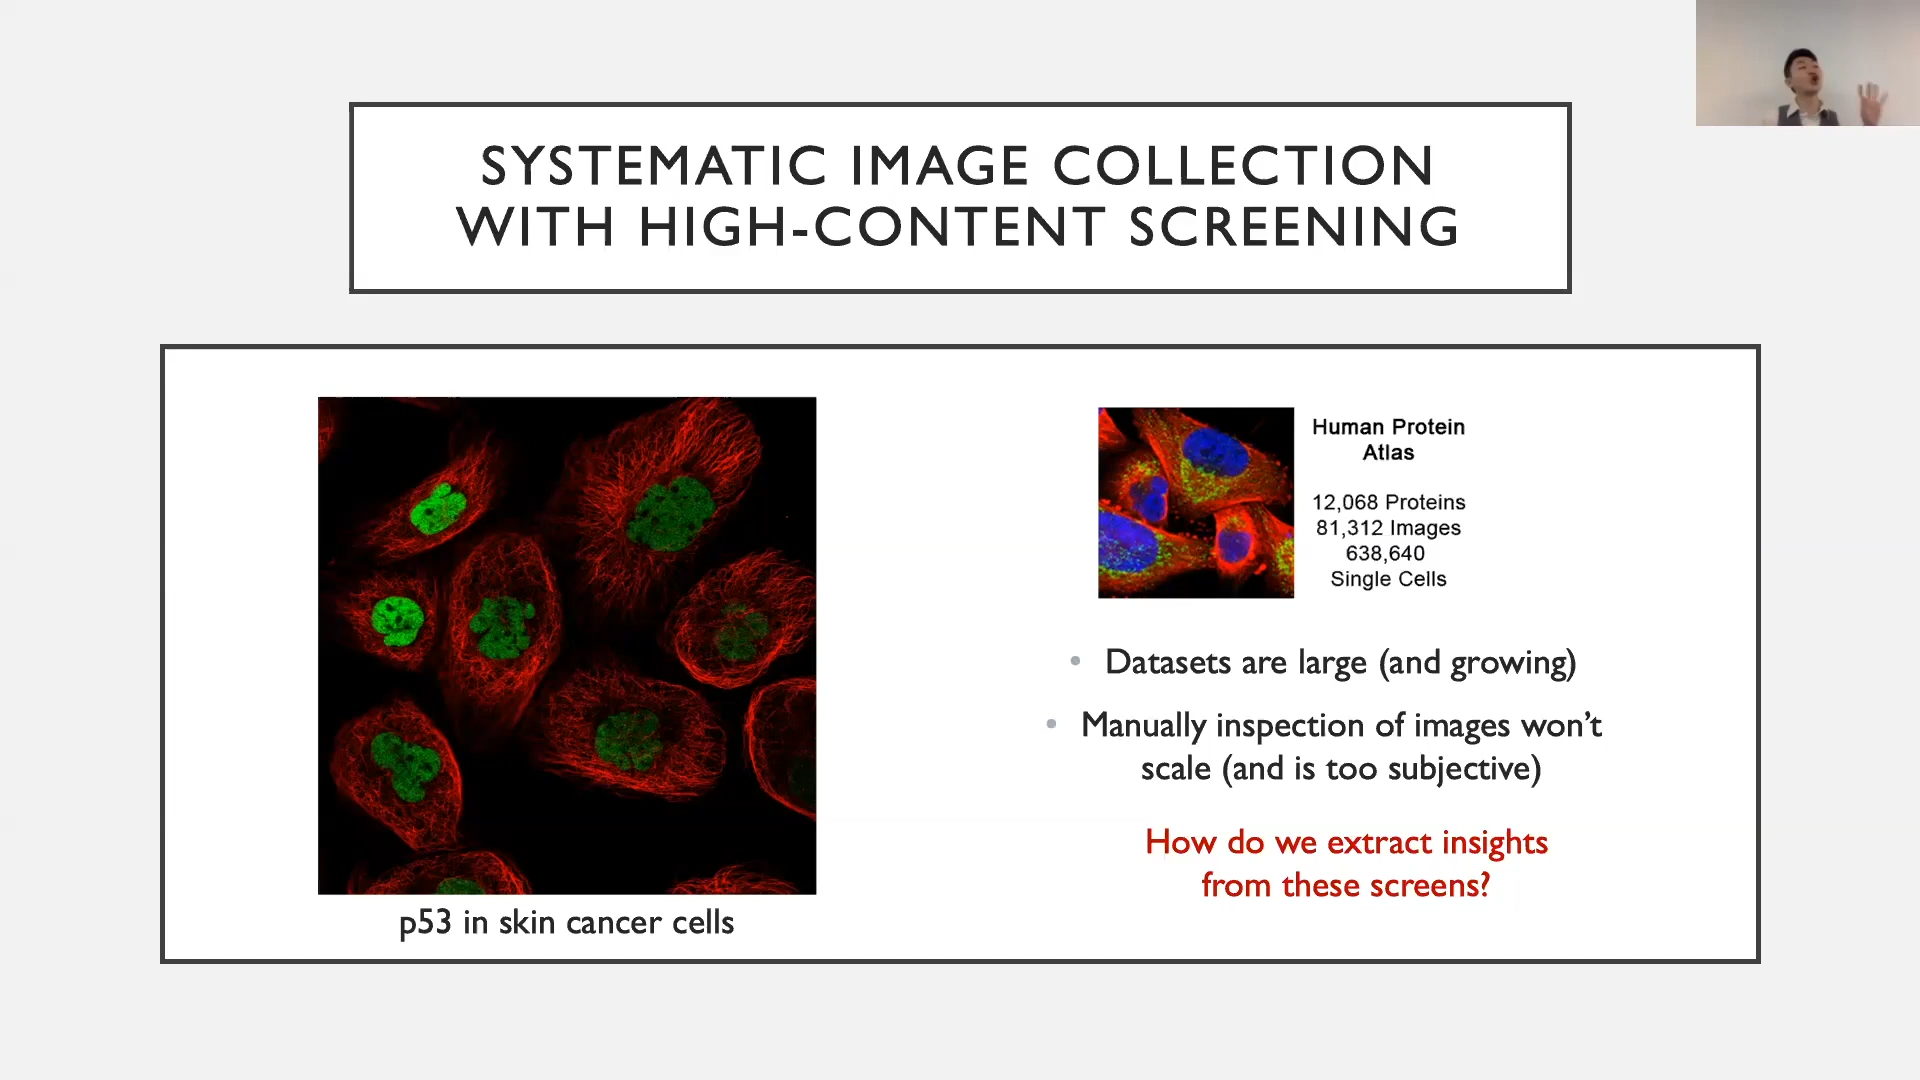 SYSTEMATIC IMAGE COLLECTION
WITH HIGH-CONTENT SCREENING
p53 in skin cancer cells
Human Protein
Atlas
12,068 Proteins
81,312 Images
638,640
Single Cells
• Datasets are large (and growing)
• Manually inspection of images won’t
scale (and is too subjective)
How do we extract insights
from these screens?